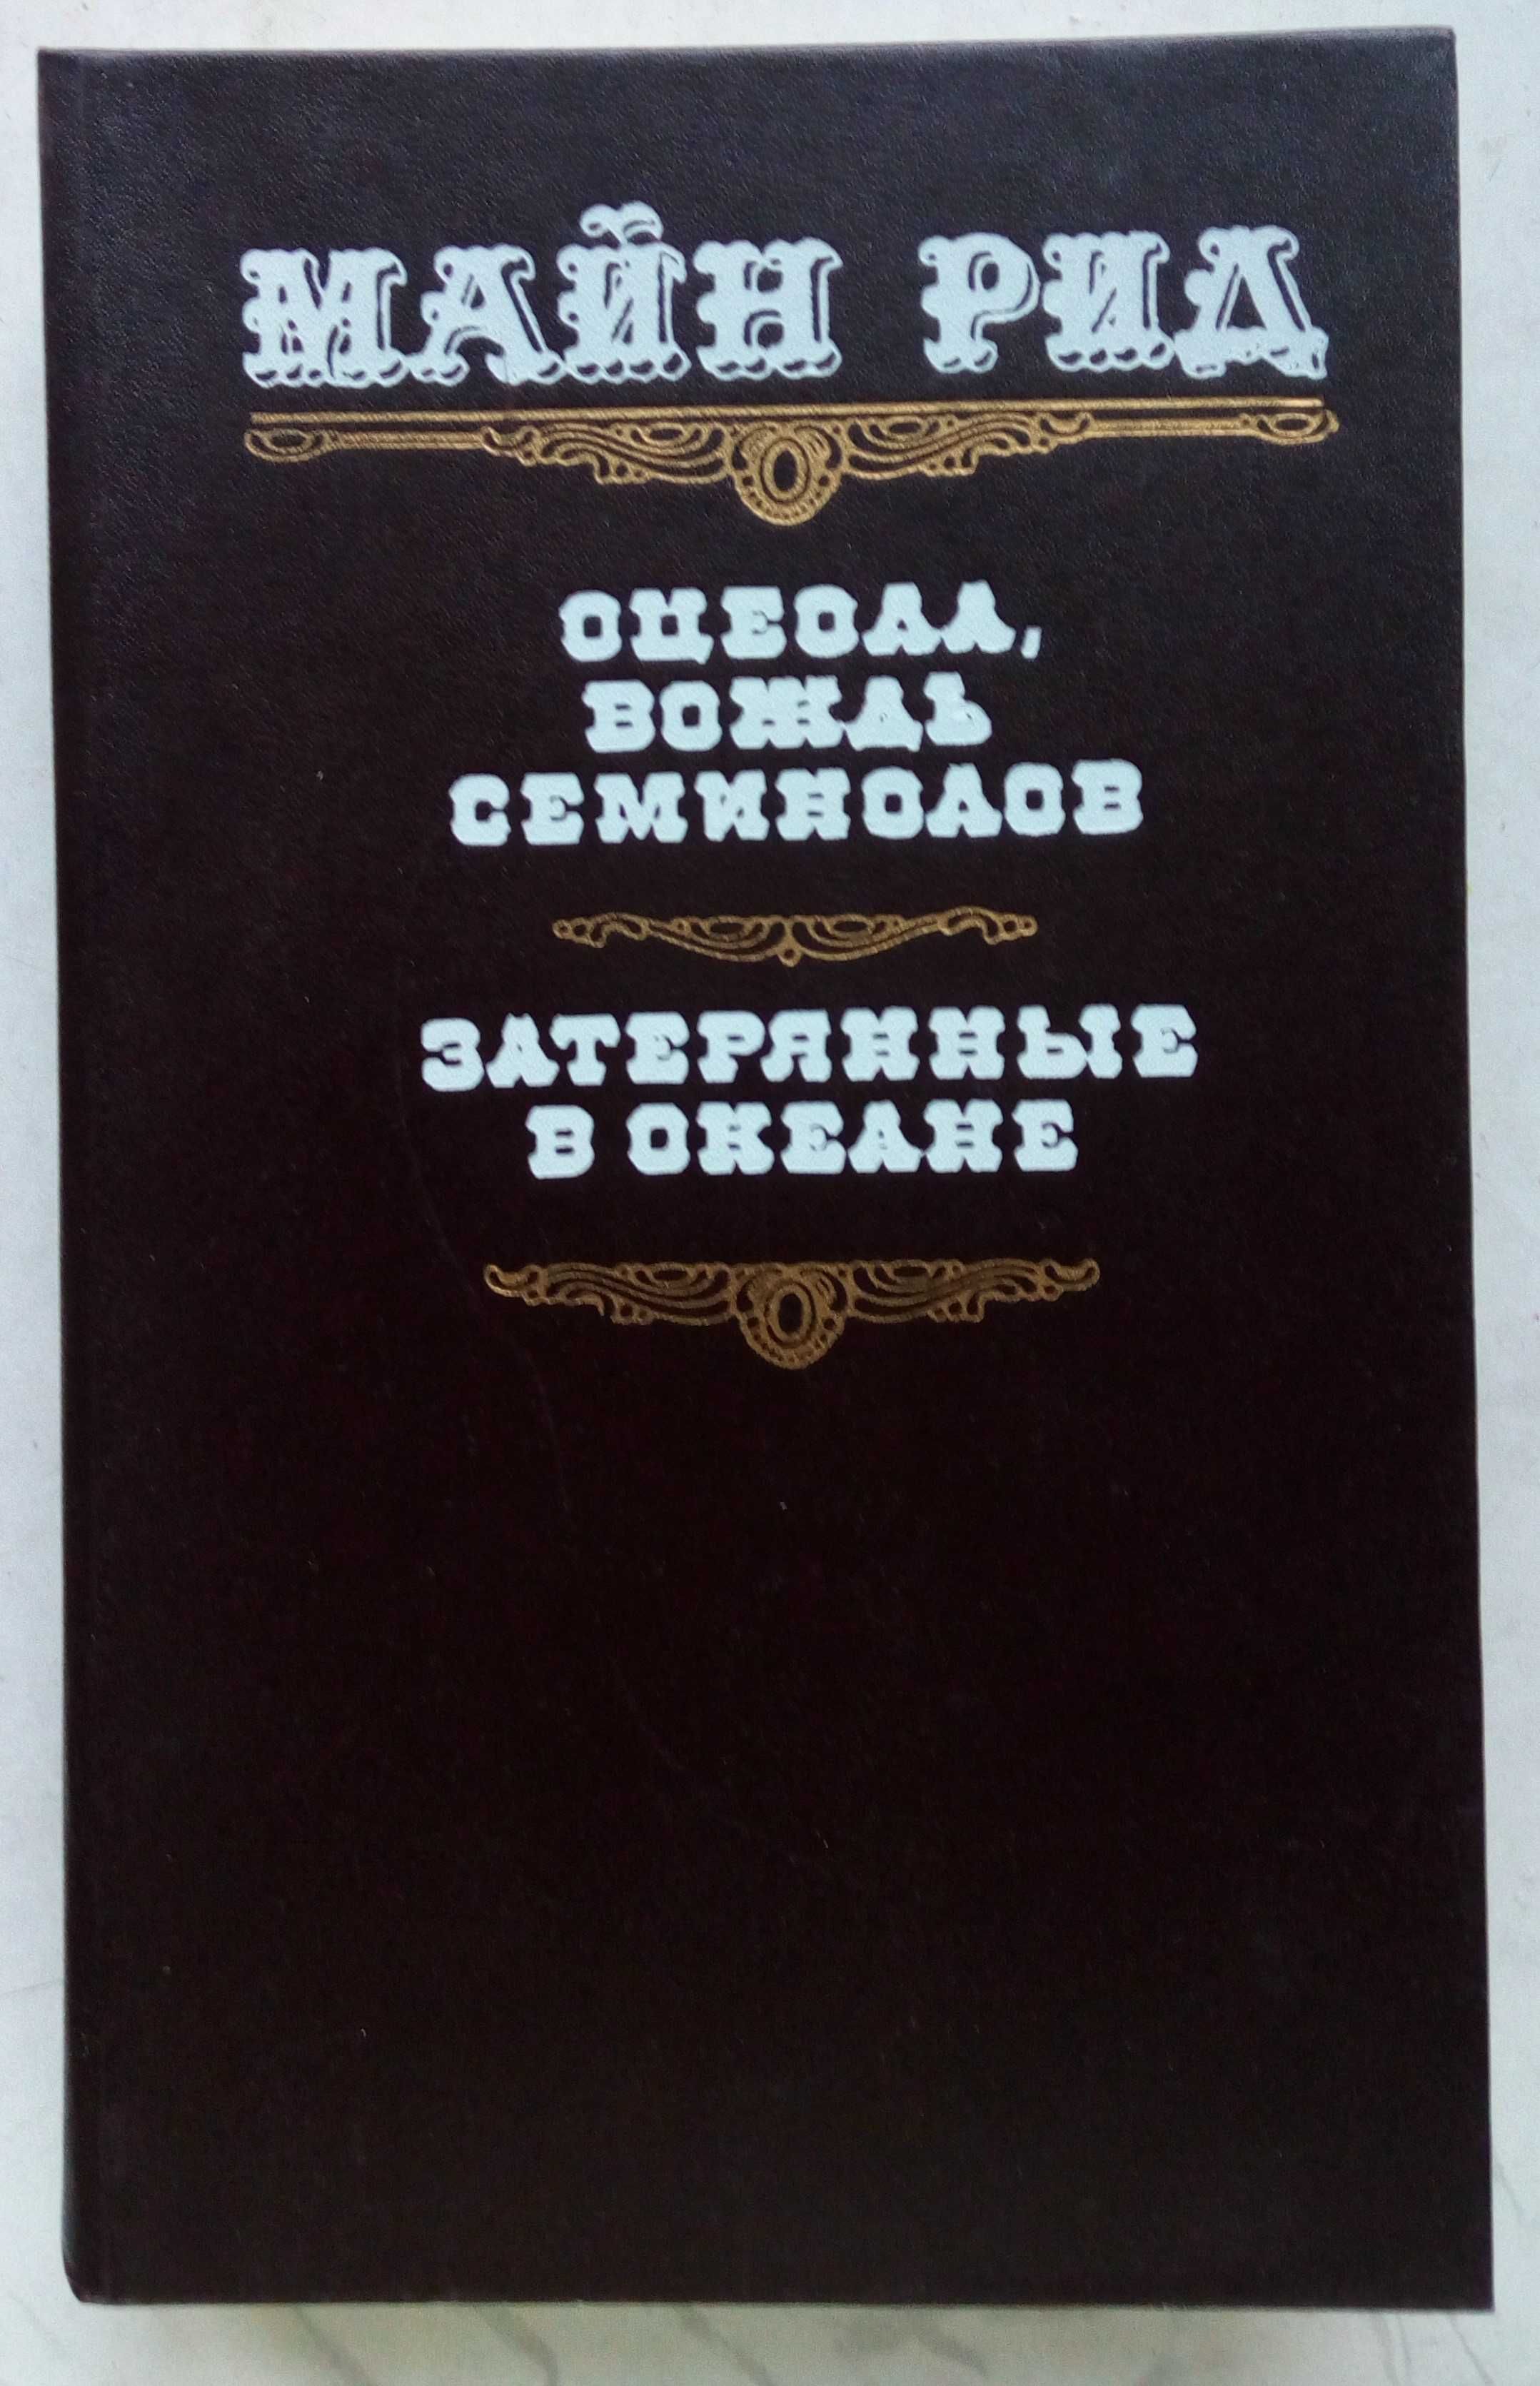 МАЙН РИД
ОЦЕОЛА,
ВОЖДЬ
СЕМИНОЛОВ
ЗАТЕРЯННЫЕ
В ОКЕАНЕ